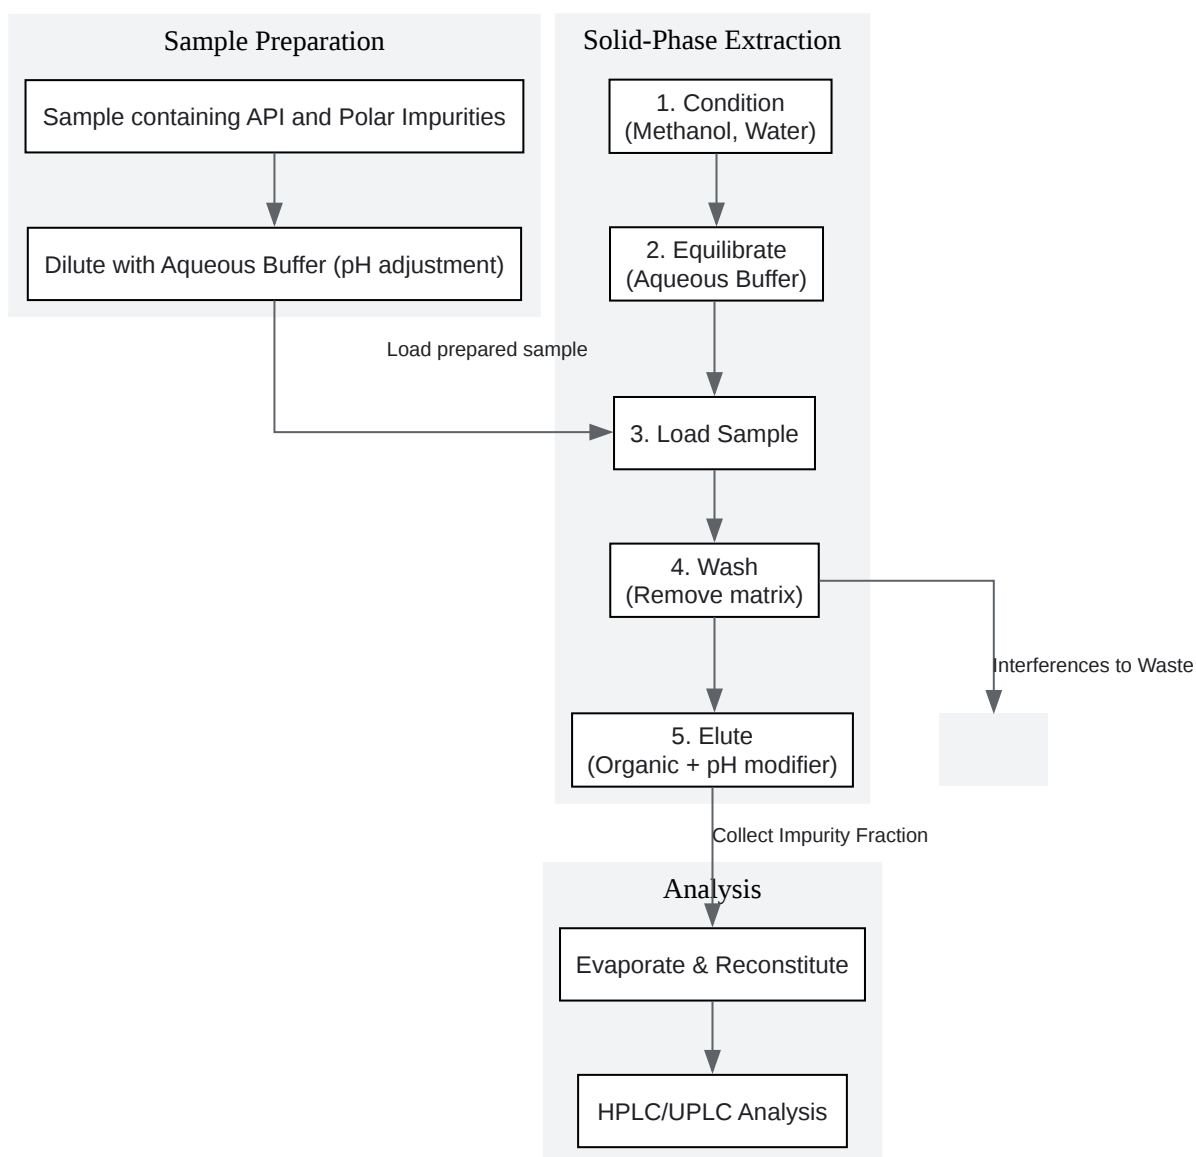 Sample Preparation
Sample containing API and Polar Impurities
Dilute with Aqueous Buffer (pH adjustment)
Load prepared sample
Solid-Phase Extraction
1. Condition
(Methanol, Water)
2. Equilibrate
(Aqueous Buffer)
3. Load Sample
4. Wash
(Remove matrix)
Interferences to Waste
5. Elute
(Organic + pH modifier)
Collect Impurity Fraction
Analysis
Evaporate & Reconstitute
HPLC/UPLC Analysis